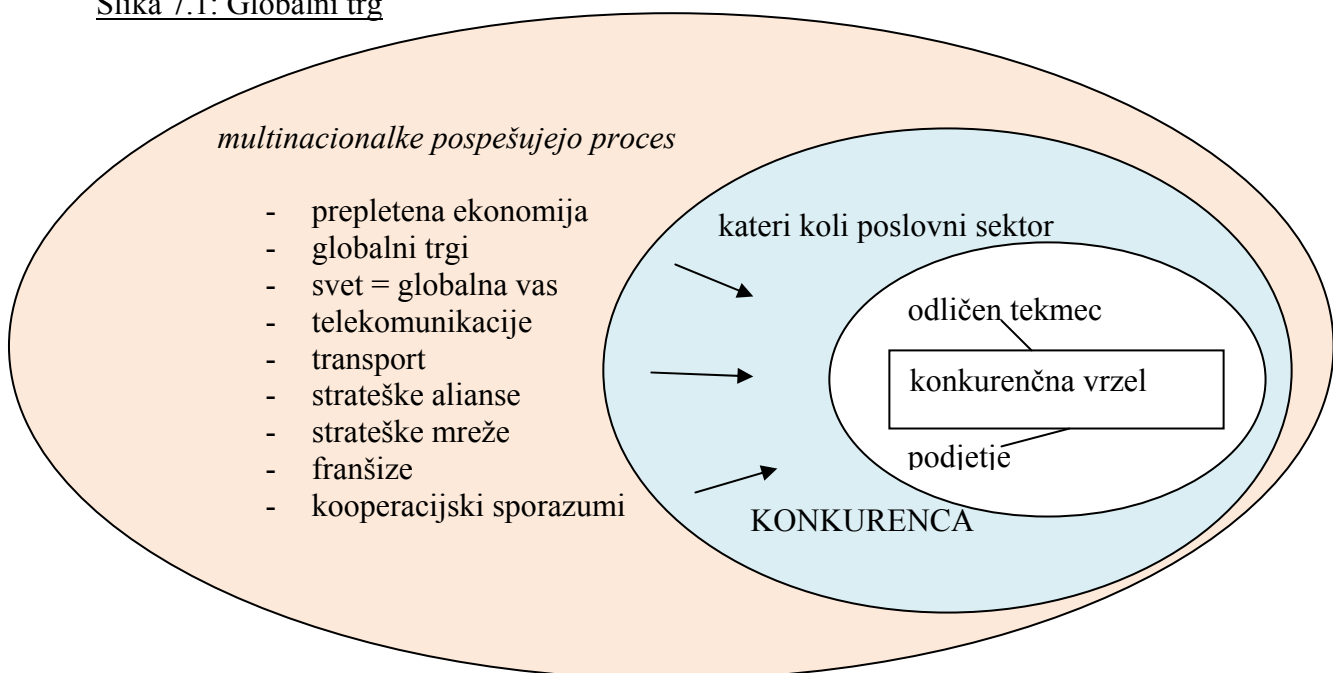 Slika 7.1: Globalni trg
multinacionalke pospešujejo proces
- prepletena ekonomija
- globalni trgi
- svet = globalna vas
- telekomunikacije
- transport
- strateške alianse
- strateške mreže
- franšize
- kooperacijski sporazumi
kateri koli poslovni sektor
odličen tekmec
konkurenčna vrzel
podjetje
KONKURENCA